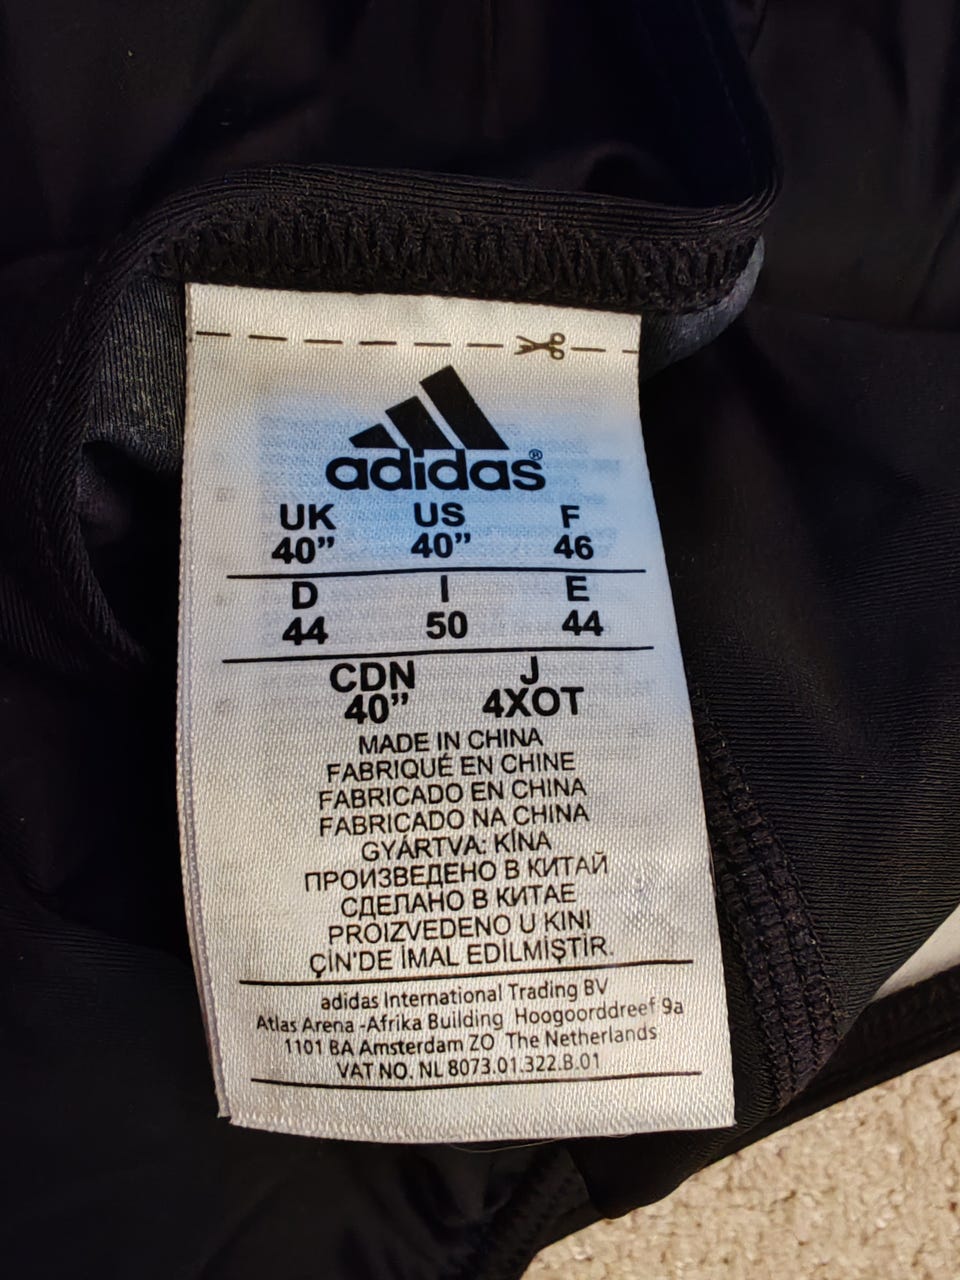 adidas®
UK US F
40” 40” 46
D I E
44 50 44
CDN J
40” 4XOT
MADE IN CHINA
FABRIQUÉ EN CHINE
FABRICADO EN CHINA
FABRICADO NA CHINA
GYÁRTVA: KÍNA
ПРОИЗВЕДЕНО В КИТАЙ
СДЕЛАНО В КИТАЕ
PROIZVEDENO U KINI
ÇİN'DE İMAL EDİLMİŞTİR.
adidas International Trading BV
Atlas Arena -Afrika Building Hoogoorddreef 9a
1101 BA Amsterdam ZO The Netherlands
VAT NO. NL 8073.01.322.B.01